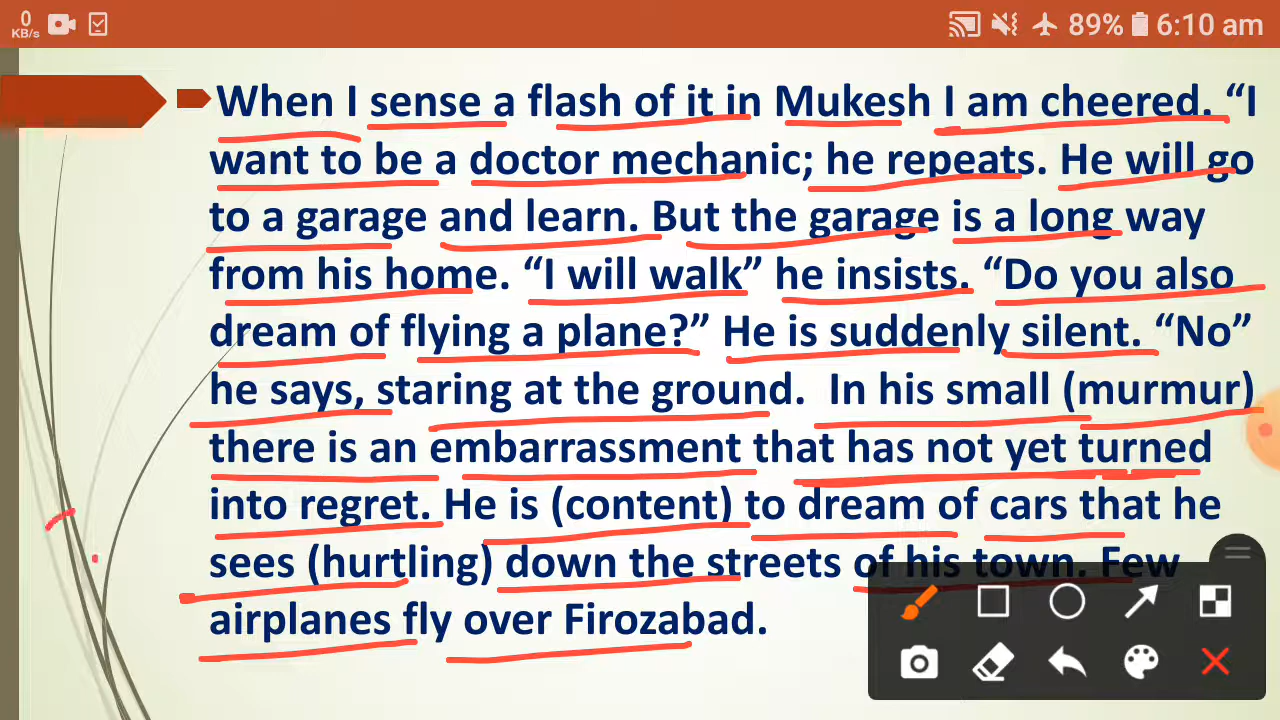 0
KB/s
89% 6:10 am
When I sense a flash of it in Mukesh I am cheered. “I
want to be a doctor mechanic; he repeats. He will go
to a garage and learn. But the garage is a long way
from his home. “I will walk” he insists. “Do you also
dream of flying a plane?” He is suddenly silent. “No”
he says, staring at the ground. In his small (murmur)
there is an embarrassment that has not yet turned
into regret. He is (content) to dream of cars that he
sees (hurtling) down the streets of his town. Few
airplanes fly over Firozabad.